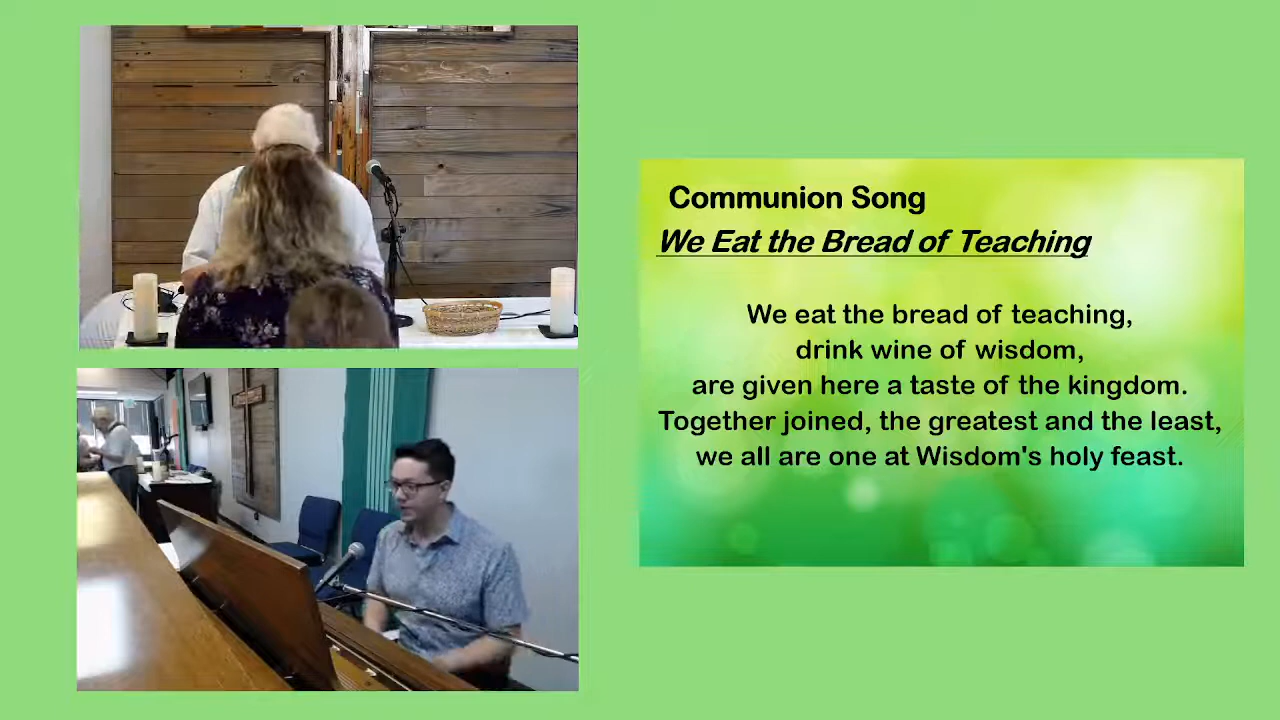 Communion Song
We Eat the Bread of Teaching
We eat the bread of teaching,
drink wine of wisdom,
are given here a taste of the kingdom.
Together joined, the greatest and the least,
we all are one at Wisdom's holy feast.